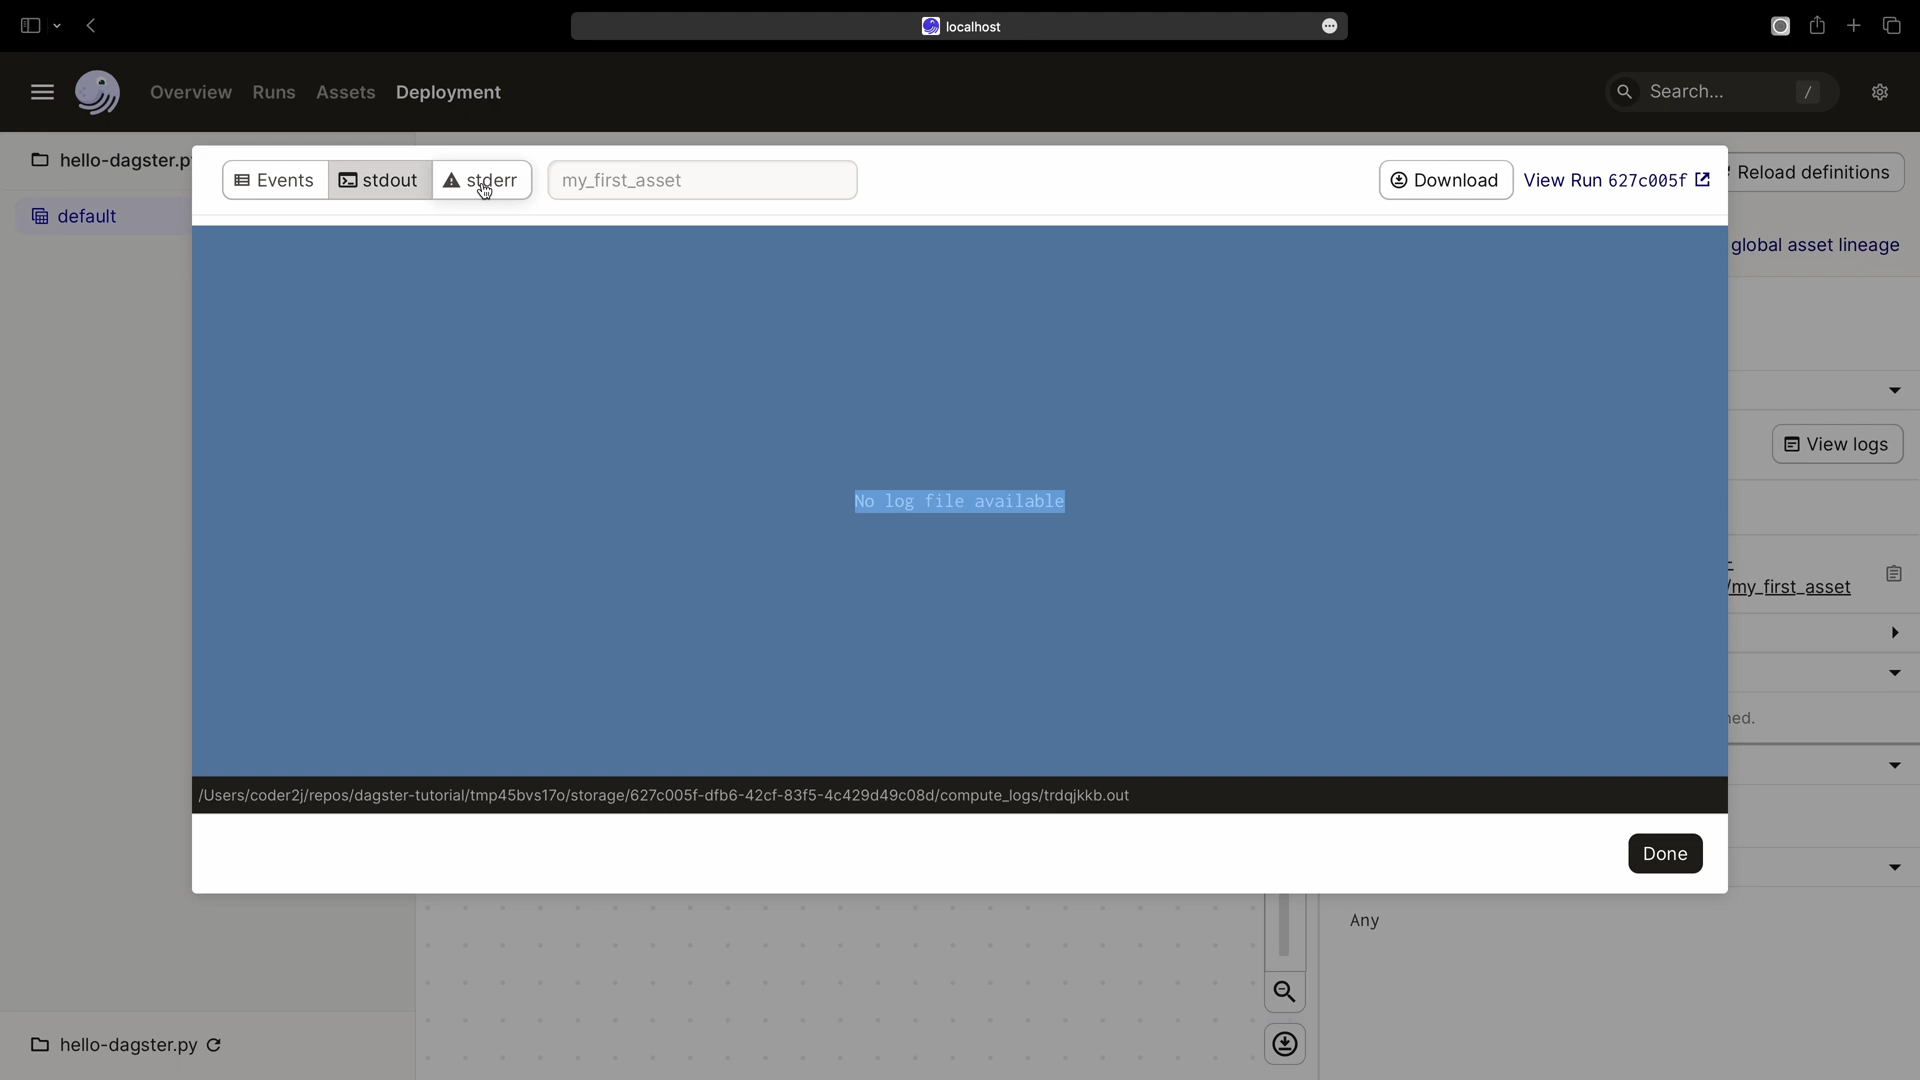 localhost
Overview Runs Assets Deployment
Search... /
hello-dagster.p
Events stdout stderr my_first_asset
Download View Run 627c005f
Reload definitions
default
global asset lineage
View logs
No log file available
/my_first_asset
ned.
/Users/coder2j/repos/dagster-tutorial/tmp45bvs17o/storage/627c005f-dfb6-42cf-83f5-4c429d49c08d/compute_logs/trdqjkkb.out
Done
Any
hello-dagster.py